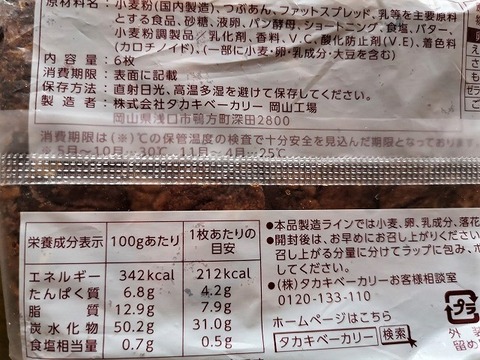 原材料名：小麦粉(国内製造)、つぶあん、ファットスプレッド、乳等を主要原料
とする食品、砂糖、液卵、パン酵母、ショートニング、食塩、バター、
小麦粉調製品／乳化剤、香料、V.C、酸化防止剤(V.E)、着色料
(カロチノイド)、(一部に小麦・卵・乳成分・大豆を含む)
内容量：6枚
消費期限：表面に記載
保存方法：直射日光、高温多湿を避けて保存してください。
製造者：株式会社タカキベーカリー 岡山工場
岡山県浅口市鴨方町深田2800
消費期限は(※)℃の保管温度の検査で十分安全を見込んだ期限となっております。
※ 5月～10月…30℃、11月～4月…25℃
栄養成分表示 100gあたり 1枚あたりの目安
エネルギー 342kcal 212kcal
たんぱく質 6.8g 4.2g
脂質 12.9g 7.9g
炭水化物 50.2g 31.0g
食塩相当量 0.7g 0.5g
●本品製造ラインでは小麦、卵、乳成分、落花
●開封後は、お早めにお召し上がりください
召し上がる分量に分けてラップに包み、ホ
してください。
●(株)タカキベーカリーお客様相談室
0120-133-110
ホームページはこちら
タカキベーカリー 検索
プラ
外装
留め